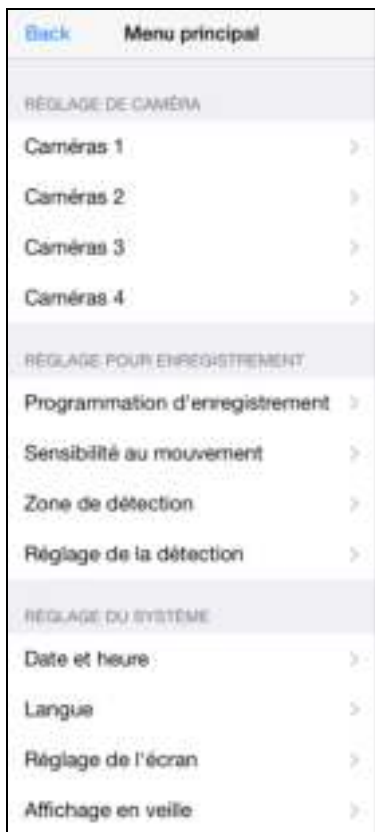 Back Menu principal
RÉGLAGE DE CAMÉRA
Caméras 1
Caméras 2
Caméras 3
Caméras 4
RÉGLAGE POUR ENREGISTREMENT
Programmation d'enregistrement
Sensibilité au mouvement
Zone de détection
Réglage de la détection
RÉGLAGE DU SYSTÈME
Date et heure
Langue
Réglage de l'écran
Affichage en veille